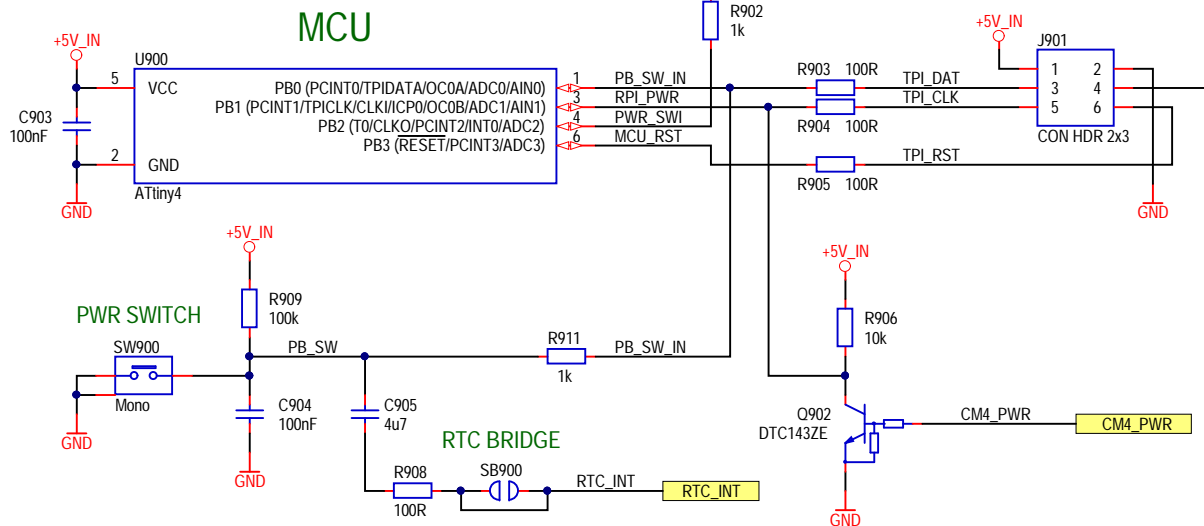 MCU
R902
1k
+5V_IN
U900
5
VCC
C903
100nF
2
GND
ATtiny4
GND
PB0 (PCINT0/TPIDATA/OC0A/ADC0/AIN0)
1
PB_SW_IN
PB1 (PCINT1/TPICLK/CLKI/ICP0/OC0B/ADC1/AIN1)
3
RPI_PWR
PB2 (T0/CLKO/PCINT2/INT0/ADC2)
4
PWR_SWI
PB3 (RESET/PCINT3/ADC3)
6
MCU_RST
R903
100R
TPI_DAT
R904
100R
TPI_CLK
R905
100R
TPI_RST
+5V_IN
J901
1 2
3 4
5 6
CON HDR 2x3
GND
PWR SWITCH
SW900
Mono
GND
+5V_IN
R909
100k
PB_SW
C904
100nF
GND
C905
4u7
R911
1k
PB_SW_IN
RTC BRIDGE
R908
100R
SB900
RTC_INT
RTC_INT
+5V_IN
R906
10k
Q902
DTC143ZE
CM4_PWR
CM4_PWR
GND